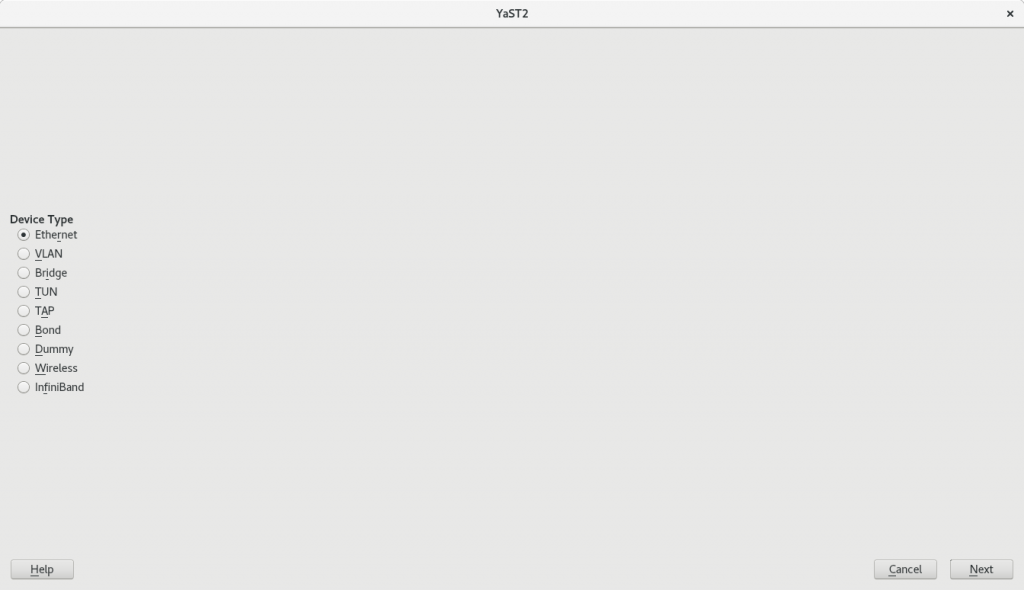 YaST2
Device Type
Ethernet
VLAN
Bridge
TUN
TAP
Bond
Dummy
Wireless
InfiniBand
Help Cancel Next